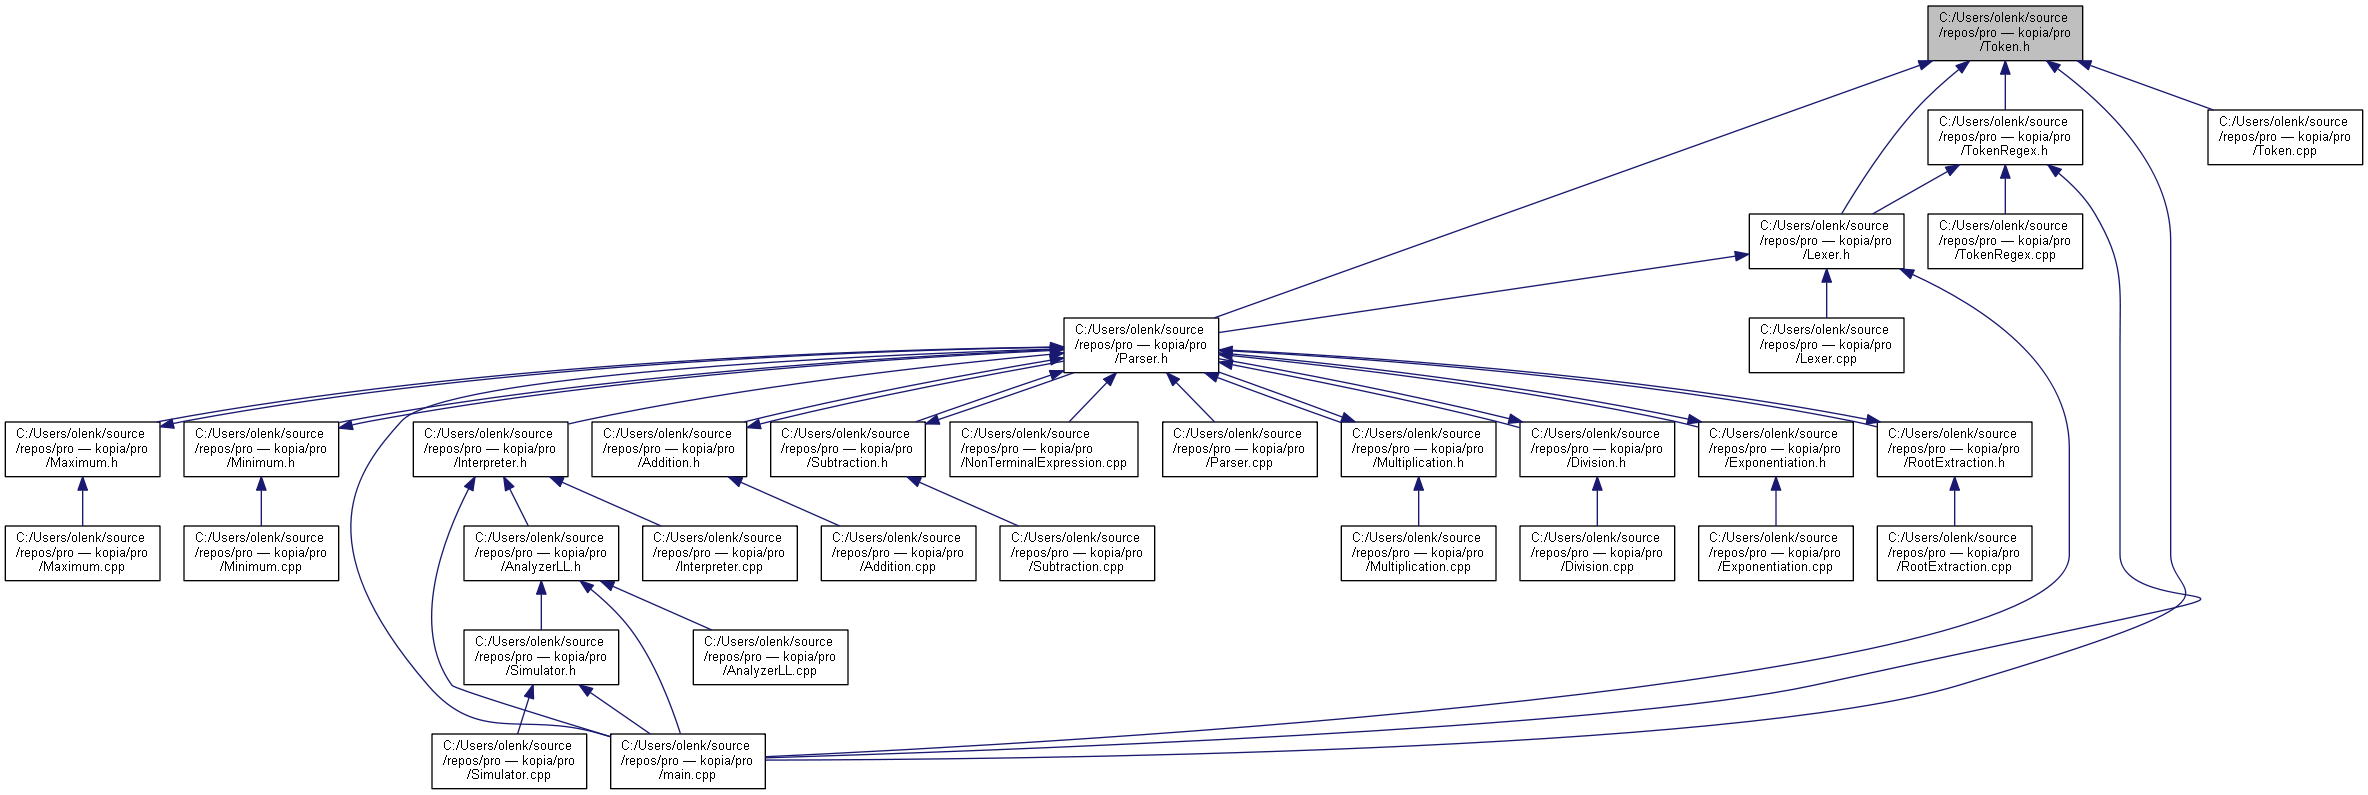 C:/Users/olenk/source
/repos/pro — kopia/pro
/Token.h
C:/Users/olenk/source
/repos/pro — kopia/pro
/TokenRegex.h
C:/Users/olenk/source
/repos/pro — kopia/pro
/Token.cpp
C:/Users/olenk/source
/repos/pro — kopia/pro
/Lexer.h
C:/Users/olenk/source
/repos/pro — kopia/pro
/TokenRegex.cpp
C:/Users/olenk/source
/repos/pro — kopia/pro
/Parser.h
C:/Users/olenk/source
/repos/pro — kopia/pro
/Lexer.cpp
C:/Users/olenk/source
/repos/pro — kopia/pro
/Maximum.h
C:/Users/olenk/source
/repos/pro — kopia/pro
/Minimum.h
C:/Users/olenk/source
/repos/pro — kopia/pro
/Interpreter.h
C:/Users/olenk/source
/repos/pro — kopia/pro
/Addition.h
C:/Users/olenk/source
/repos/pro — kopia/pro
/Subtraction.h
C:/Users/olenk/source
/repos/pro — kopia/pro
/NonTerminalExpression.cpp
C:/Users/olenk/source
/repos/pro — kopia/pro
/Parser.cpp
C:/Users/olenk/source
/repos/pro — kopia/pro
/Multiplication.h
C:/Users/olenk/source
/repos/pro — kopia/pro
/Division.h
C:/Users/olenk/source
/repos/pro — kopia/pro
/Exponentiation.h
C:/Users/olenk/source
/repos/pro — kopia/pro
/RootExtraction.h
C:/Users/olenk/source
/repos/pro — kopia/pro
/Maximum.cpp
C:/Users/olenk/source
/repos/pro — kopia/pro
/Minimum.cpp
C:/Users/olenk/source
/repos/pro — kopia/pro
/AnalyzerLL.h
C:/Users/olenk/source
/repos/pro — kopia/pro
/Interpreter.cpp
C:/Users/olenk/source
/repos/pro — kopia/pro
/Addition.cpp
C:/Users/olenk/source
/repos/pro — kopia/pro
/Subtraction.cpp
C:/Users/olenk/source
/repos/pro — kopia/pro
/Multiplication.cpp
C:/Users/olenk/source
/repos/pro — kopia/pro
/Division.cpp
C:/Users/olenk/source
/repos/pro — kopia/pro
/Exponentiation.cpp
C:/Users/olenk/source
/repos/pro — kopia/pro
/RootExtraction.cpp
C:/Users/olenk/source
/repos/pro — kopia/pro
/Simulator.h
C:/Users/olenk/source
/repos/pro — kopia/pro
/AnalyzerLL.cpp
C:/Users/olenk/source
/repos/pro — kopia/pro
/Simulator.cpp
C:/Users/olenk/source
/repos/pro — kopia/pro
/main.cpp